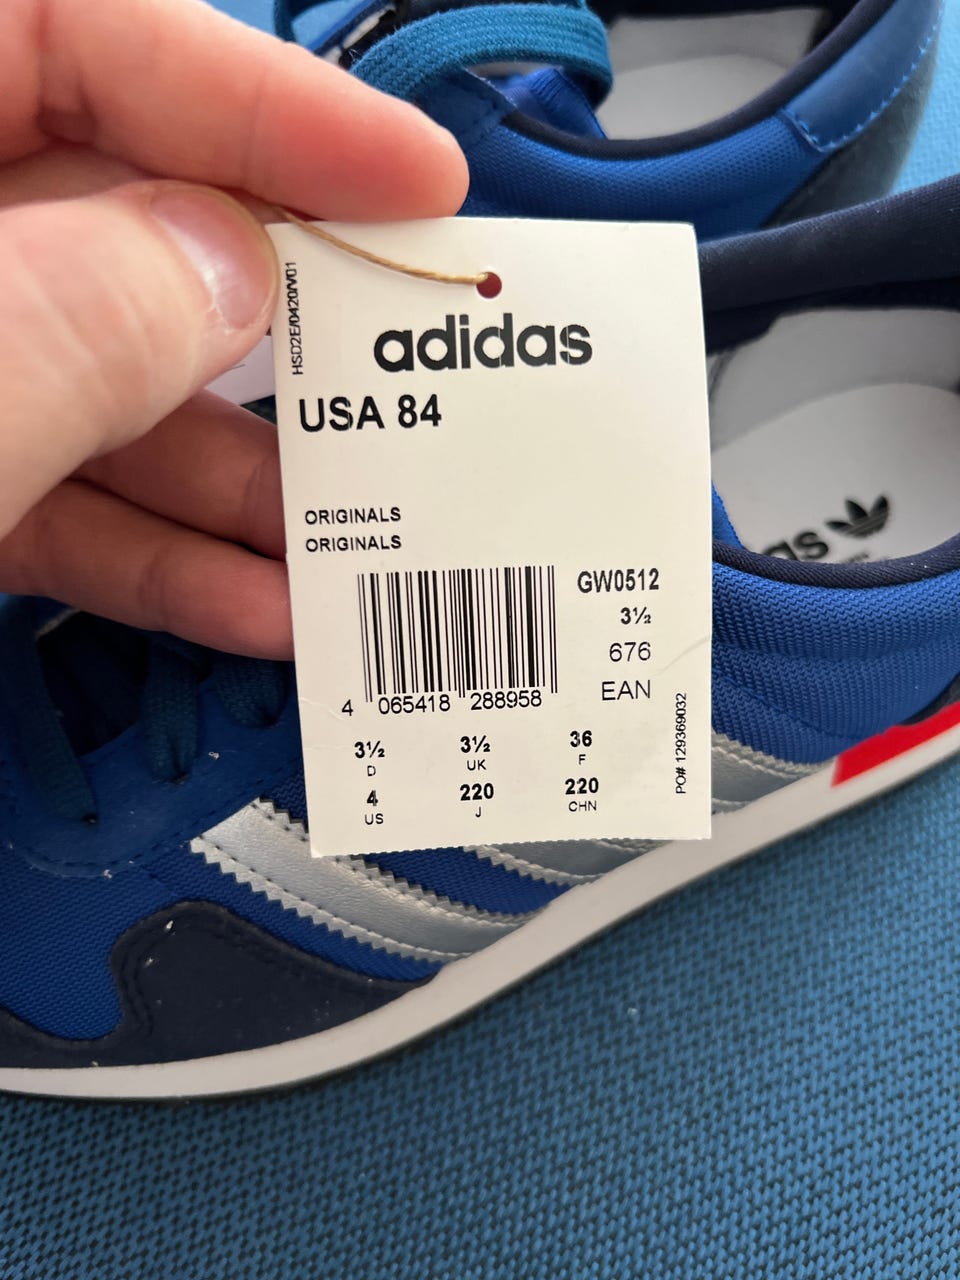 HSD2E/0420/V01
adidas
USA 84
ORIGINALS
ORIGINALS
GW0512
3½
676
EAN
4 065418 288958
3½ 3½ 36
D UK F
4 220 220
US J CHN
PO# 129369032
das